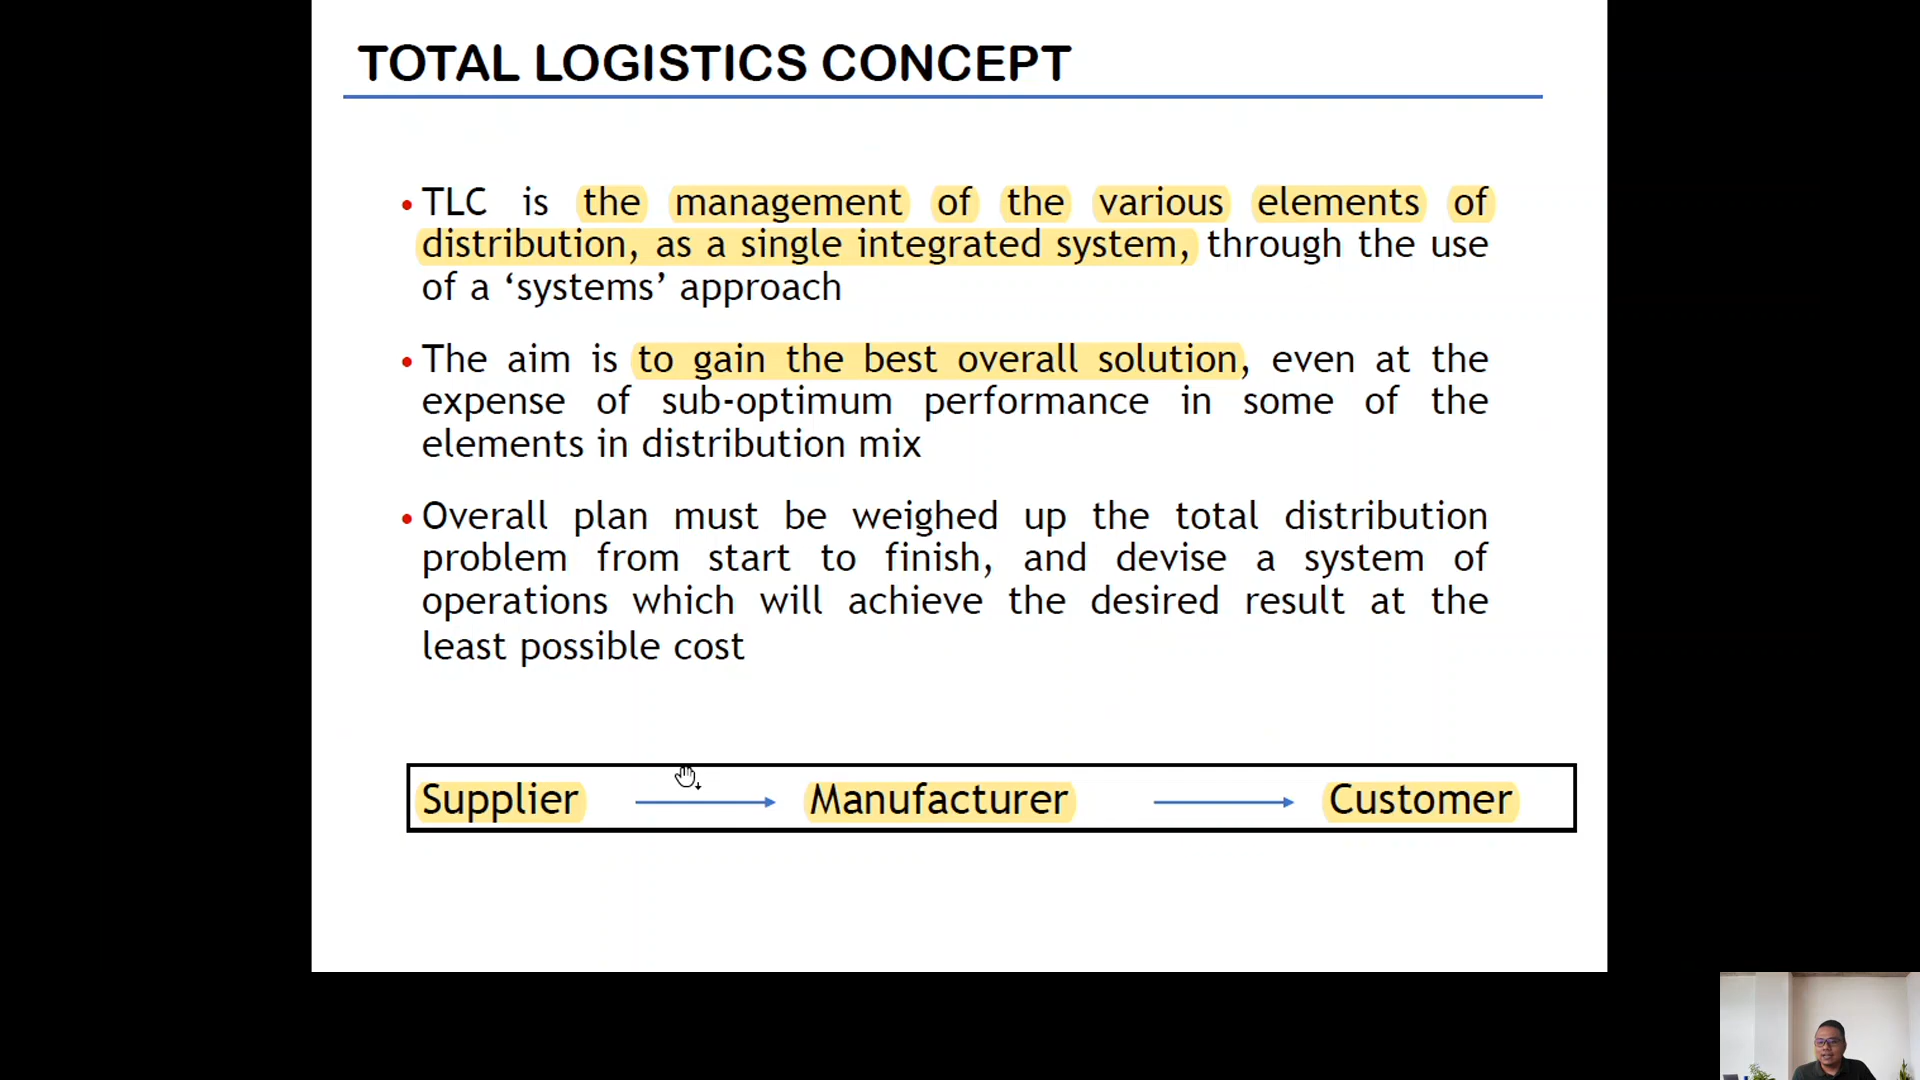 TOTAL LOGISTICS CONCEPT
• TLC is the management of the various elements of
distribution, as a single integrated system, through the use
of a ‘systems’ approach
• The aim is to gain the best overall solution, even at the
expense of sub-optimum performance in some of the
elements in distribution mix
• Overall plan must be weighed up the total distribution
problem from start to finish, and devise a system of
operations which will achieve the desired result at the
least possible cost
Supplier Manufacturer Customer